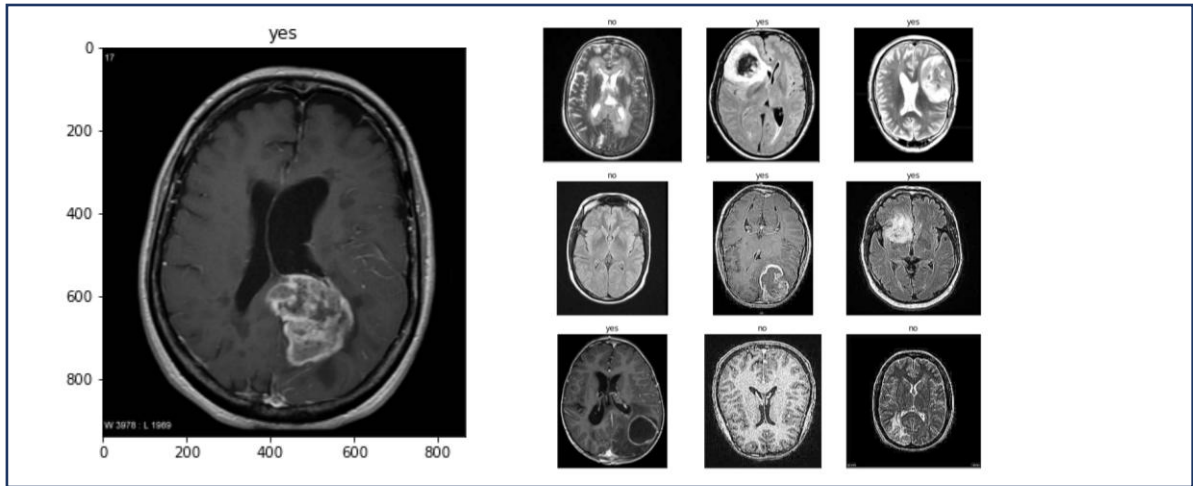 yes
0
17
200
400
600
800
W 3978 : L 1969
0 200 400 600 800
no yes yes
no yes yes
yes no no